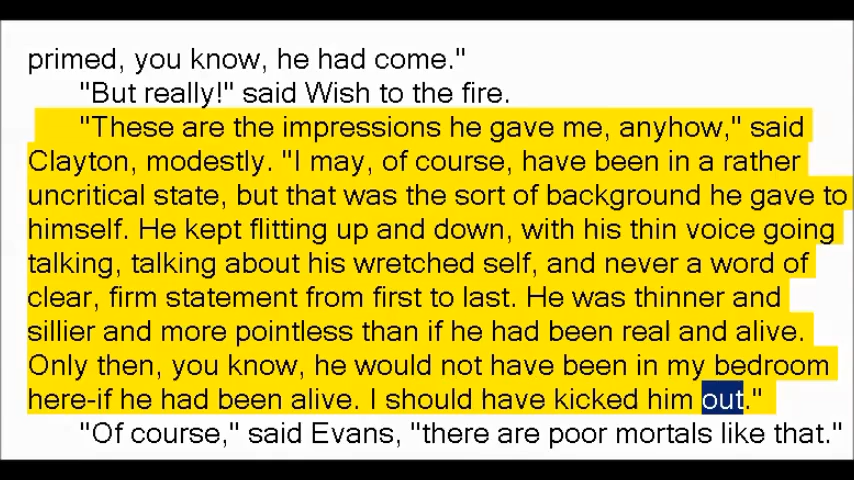 primed, you know, he had come."
"But really!" said Wish to the fire.
"These are the impressions he gave me, anyhow," said
Clayton, modestly. "I may, of course, have been in a rather
uncritical state, but that was the sort of background he gave to
himself. He kept flitting up and down, with his thin voice going
talking, talking about his wretched self, and never a word of
clear, firm statement from first to last. He was thinner and
sillier and more pointless than if he had been real and alive.
Only then, you know, he would not have been in my bedroom
here-if he had been alive. I should have kicked him out."
"Of course," said Evans, "there are poor mortals like that."